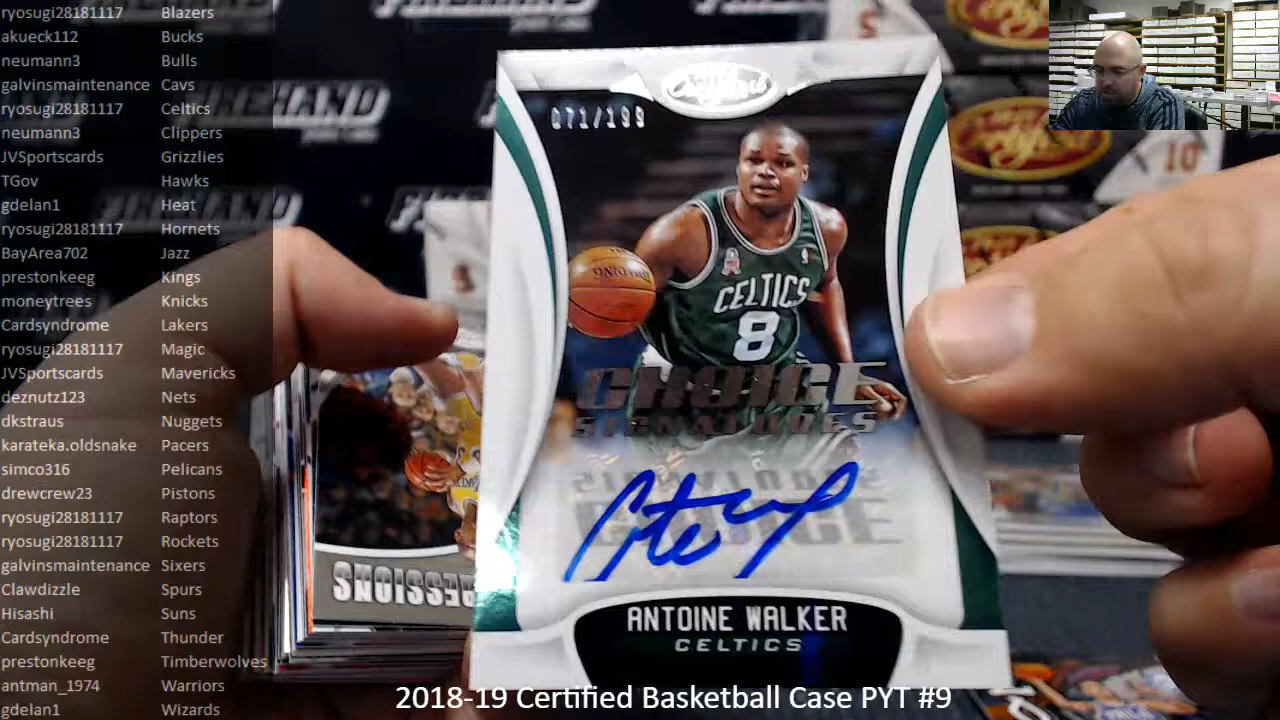 ryosugi28181117 Blazers
akueck112 Bucks
neumann3 Bulls
galvinsmaintenance Cavs
ryosugi28181117 Celtics
neumann3 Clippers
JVSportscards Grizzlies
TGov Hawks
gdelan1 Heat
ryosugi28181117 Hornets
BayArea702 Jazz
prestonkeeg Kings
moneytrees Knicks
Cardsyndrome Lakers
ryosugi28181117 Magic
JVSportscards Mavericks
deznutz123 Nets
dkstraus Nuggets
karateka.oldsnake Pacers
simco316 Pelicans
drewcrew23 Pistons
ryosugi28181117 Raptors
ryosugi28181117 Rockets
galvinsmaintenance Sixers
Clawdizzle Spurs
Hisashi Suns
Cardsyndrome Thunder
prestonkeeg Timberwolves
antman_1974 Warriors
gdelan1 Wizards
071/199
CELTICS
8
CHOICE
SIGNATURES
ANTOINE WALKER
CELTICS
10
2018-19 Certified Basketball Case PYT #9